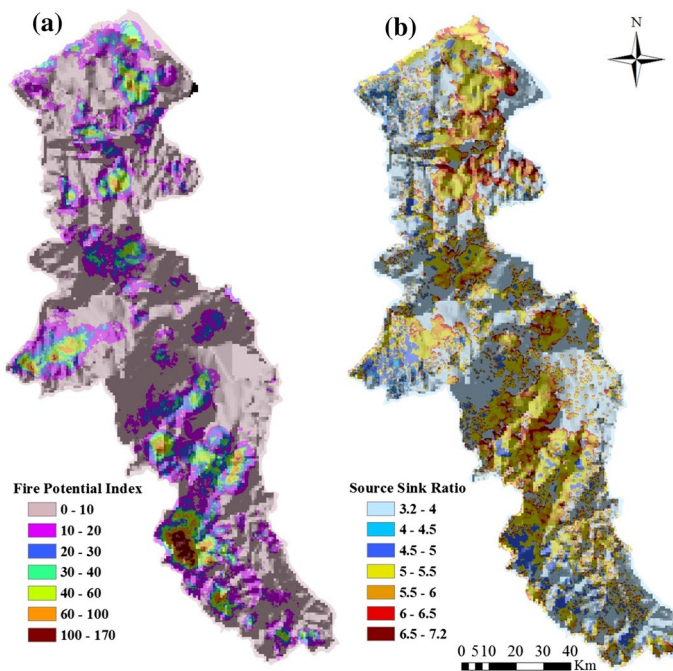 (a)
(b)
N
Fire Potential Index
0 - 10
10 - 20
20 - 30
30 - 40
40 - 60
60 - 100
100 - 170
Source Sink Ratio
3.2 - 4
4 - 4.5
4.5 - 5
5 - 5.5
5.5 - 6
6 - 6.5
6.5 - 7.2
0 5 10 20 30 40
Km